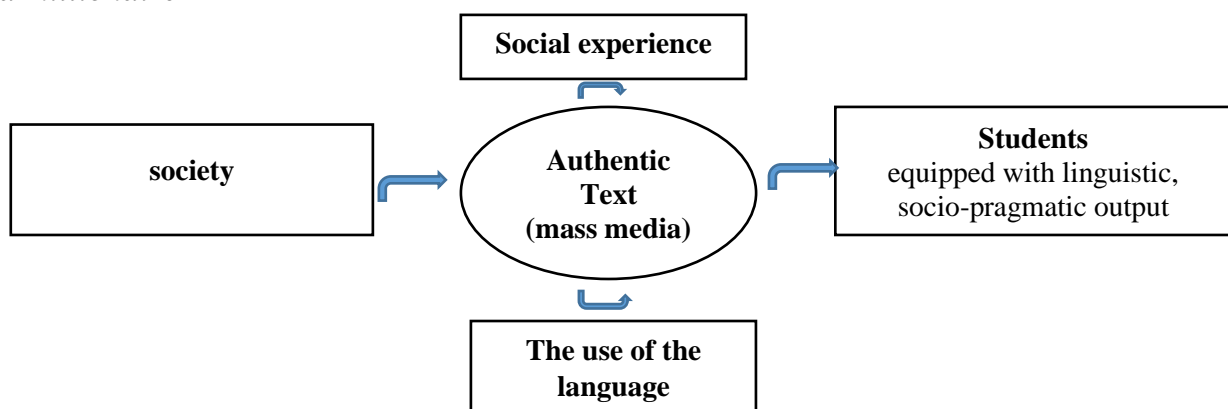 Social experience
society
Authentic
Text
(mass media)
Students
equipped with linguistic,
socio-pragmatic output
The use of the
language